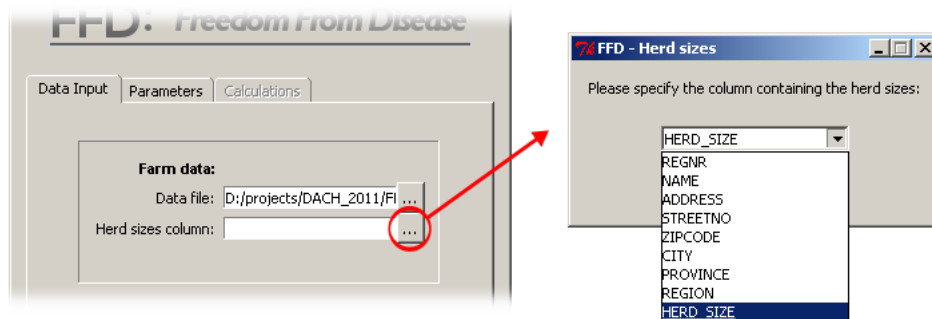 FFD: Freedom From Disease
Data Input
Parameters
Calculations
Farm data:
Data file: D:/projects/DACH_2011/FI ...
Herd sizes column: ...
FFD - Herd sizes
Please specify the column containing the herd sizes:
HERD_SIZE
REGNR
NAME
ADDRESS
STREETNO
ZIPCODE
CITY
PROVINCE
REGION
HERD_SIZE